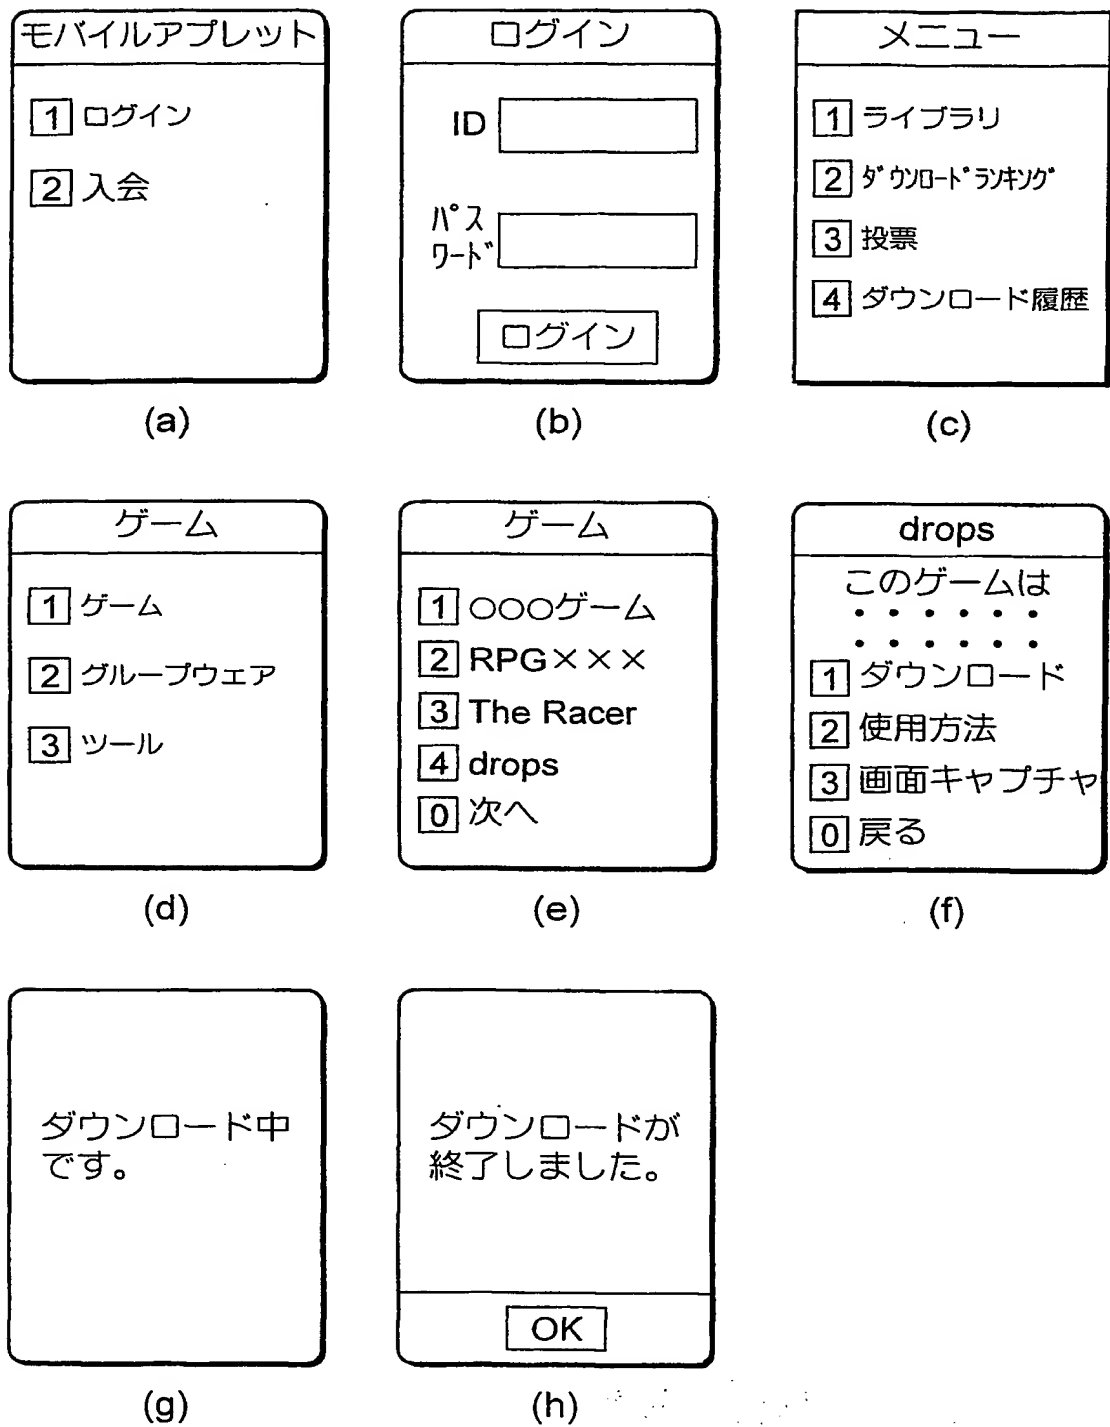 モバイルアプレット
1 ログイン
2 入会
(a)
ログイン
ID
パス
ワード
ログイン
(b)
メニュー
1 ライブラリ
2 ダウンロードランキング
3 投票
4 ダウンロード履歴
(c)
ゲーム
1 ゲーム
2 グループウェア
3 ツール
(d)
ゲーム
1 ○○○ゲーム
2 RPG×××
3 The Racer
4 drops
0 次へ
(e)
drops
このゲームは
・・・・・・
・・・・・・
1 ダウンロード
2 使用方法
3 画面キャプチャ
0 戻る
(f)
ダウンロード中
です。
(g)
ダウンロードが
終了しました。
OK
(h)